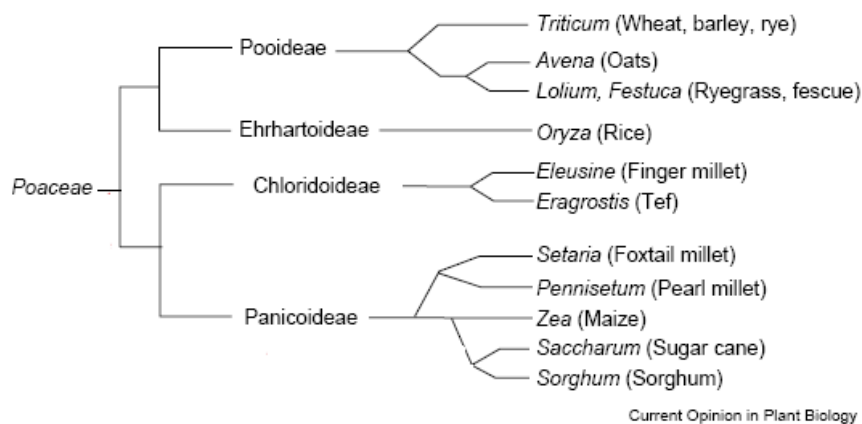 Triticum (Wheat, barley, rye)
Pooideae
Avena (Oats)
Lolium, Festuca (Ryegrass, fescue)
Ehrhartoideae
Oryza (Rice)
Eleusine (Finger millet)
Poaceae
Chloridoideae
Eragrostis (Tef)
Setaria (Foxtail millet)
Pennisetum (Pearl millet)
Panicoideae
Zea (Maize)
Saccharum (Sugar cane)
Sorghum (Sorghum)
Current Opinion in Plant Biology